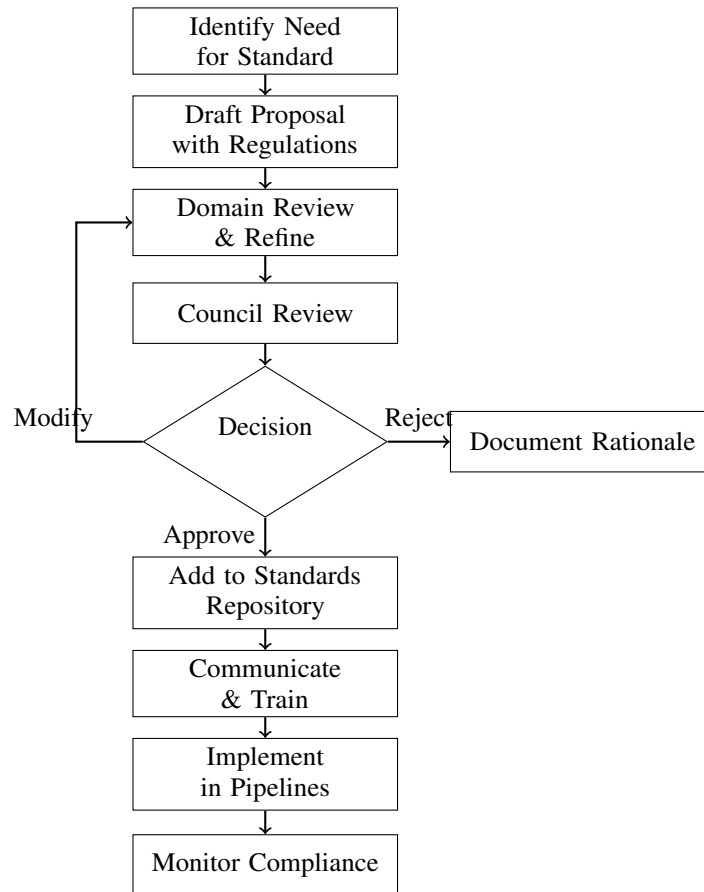 Identify Need
for Standard
Draft Proposal
with Regulations
Domain Review
& Refine
Council Review
Modify
Decision
Reject
Document Rationale
Approve
Add to Standards
Repository
Communicate
& Train
Implement
in Pipelines
Monitor Compliance